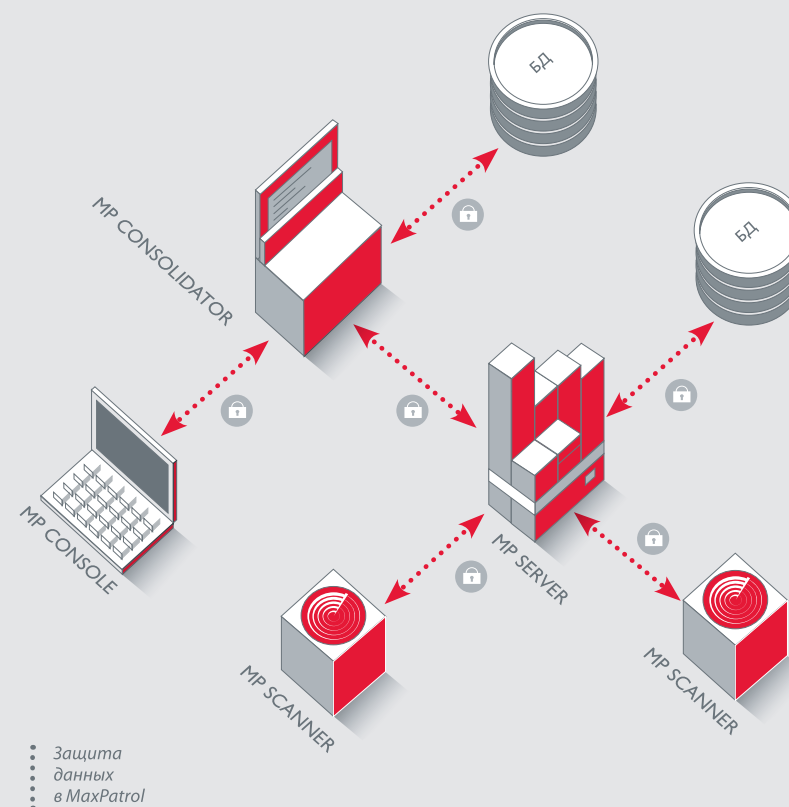 БД
MP CONSOLIDATOR
БД
MP CONSOLE
MP SERVER
MP SCANNER
MP SCANNER
Защита
данных
в MaxPatrol